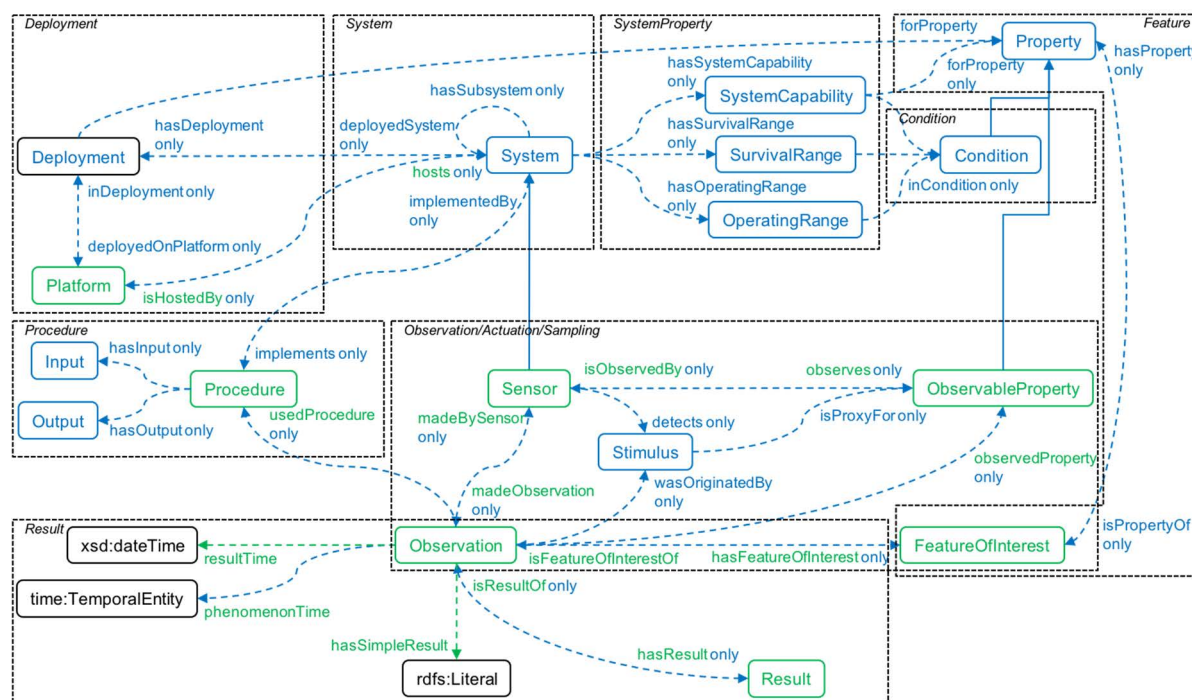 Deployment
System
SystemProperty
Feature
forProperty
Property
hasProperty
only
hasSystemCapability
only
forProperty
only
SystemCapability
hasSubsystem only
Condition
hasDeployment
only
deployedSystem
only
hasSurvivalRange
only
Deployment
System
SurvivalRange
Condition
hosts only
inDeployment only
implementedBy
only
hasOperatingRange
only
inCondition only
OperatingRange
deployedOnPlatform only
Platform
isHostedBy only
Procedure
Observation/Actuation/Sampling
hasInput only
implements only
Input
Procedure
Sensor
isObservedBy only
observes only
ObservableProperty
Output
hasOutput only
usedProcedure
only
madeBySensor
only
detects only
isProxyFor only
Stimulus
observedProperty
only
madeObservation
only
wasOriginatedBy
only
Result
xsd:dateTime
resultTime
Observation
isFeatureOfInterestOf
hasFeatureOfInterest only
FeatureOfInterest
isPropertyOf
only
isResultOf only
time:TemporalEntity
phenomenonTime
hasSimpleResult
hasResult only
rdfs:Literal
Result